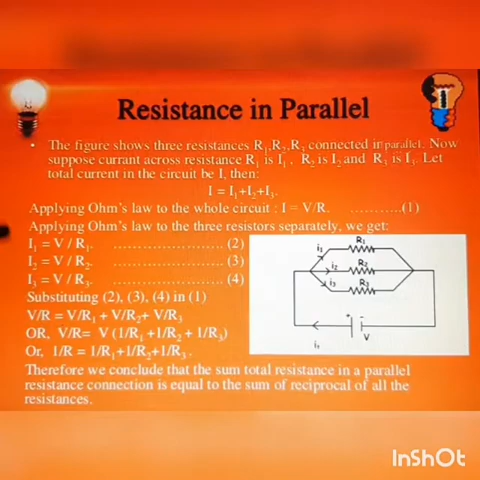 Resistance in Parallel
• The figure shows three resistances R1,R2,R3 connected in parallel. Now
suppose currant across resistance R1 is I1 , R2 is I2 and R3 is I3. Let
total current in the circuit be I, then:
I = I1+I2+I3.
Applying Ohm's law to the whole circuit : I = V/R. ...........(1)
Applying Ohm's law to the three resistors separately, we get:
I1 = V / R1. ........................ (2)
I2 = V / R2. ........................ (3)
I3 = V / R3. ........................ (4)
Substituting (2), (3), (4) in (1)
V/R = V/R1 + V/R2+ V/R3
OR, V/R= V (1/R1 +1/R2 + 1/R3)
Or, 1/R = 1/R1+1/R2+1/R3 .
Therefore we conclude that the sum total resistance in a parallel
resistance connection is equal to the sum of reciprocal of all the
resistances.
R1
i1
R2
i2
R3
i3
+
V
InShOt